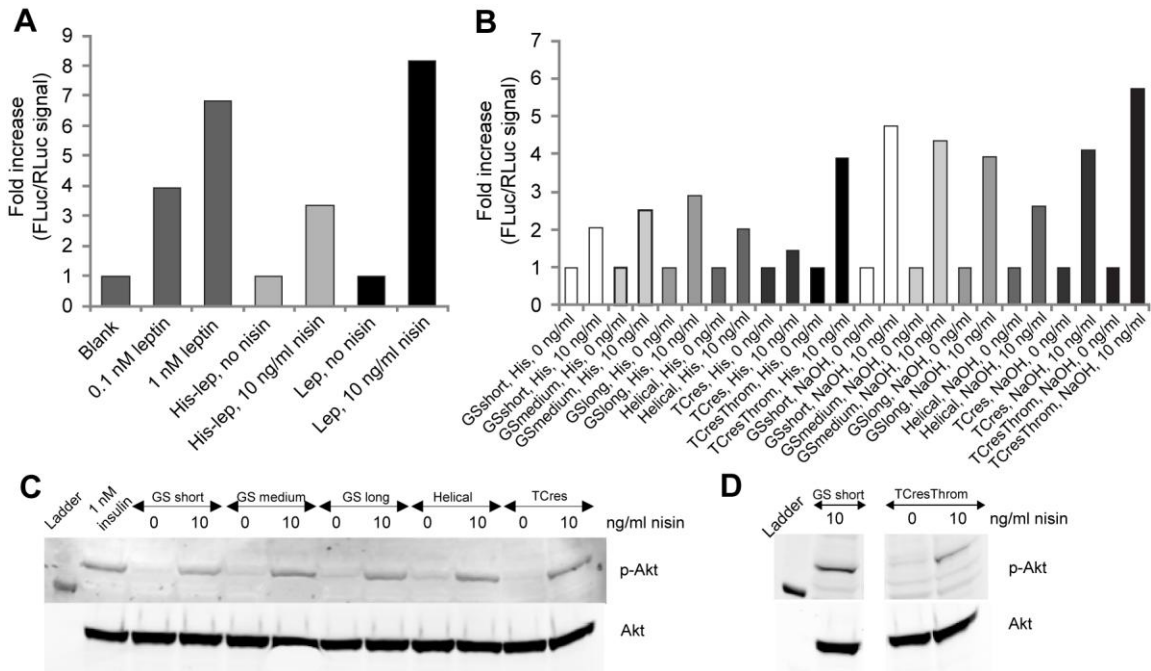 A
Fold increase
(FLuc/RLuc signal)
9
8
7
6
5
4
3
2
1
0
Blank
0.1 nM leptin
1 nM leptin
His-lep, no nisin
His-lep, 10 ng/ml nisin
Lep, no nisin
Lep, 10 ng/ml nisin
B
Fold increase
(FLuc/RLuc signal)
7
6
5
4
3
2
1
0
GSshort, His, 0 ng/ml
GSshort, His, 10 ng/ml
GSmedium, His, 0 ng/ml
GSmedium, His, 10 ng/ml
GSlong, His, 0 ng/ml
GSlong, His, 10 ng/ml
Helical, His, 0 ng/ml
Helical, His, 10 ng/ml
TCres, His, 0 ng/ml
TCres, His, 10 ng/ml
TCresThrom, His, 0 ng/ml
TCresThrom, His, 10 ng/ml
GSshort, NaOH, 0 ng/ml
GSshort, NaOH, 10 ng/ml
GSmedium, NaOH, 0 ng/ml
GSmedium, NaOH, 10 ng/ml
GSlong, NaOH, 0 ng/ml
GSlong, NaOH, 10 ng/ml
Helical, NaOH, 0 ng/ml
Helical, NaOH, 10 ng/ml
TCres, NaOH, 0 ng/ml
TCres, NaOH, 10 ng/ml
TCresThrom, NaOH, 0 ng/ml
TCresThrom, NaOH, 10 ng/ml
C
Ladder
1 nM
insulin
GS short GS medium GS long Helical TCres
0 10 0 10 0 10 0 10 0 10 ng/ml nisin
p-Akt
Akt
D
Ladder
GS short TCresThrom
10 0 10 ng/ml nisin
p-Akt
Akt